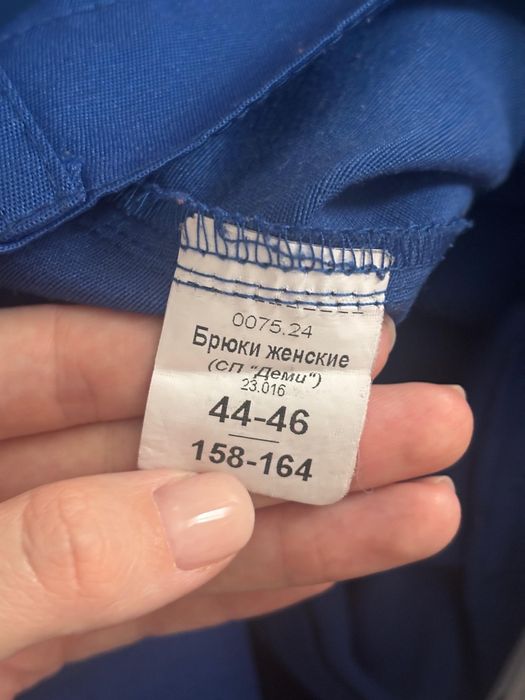 0075.24
Брюки женские
(СП "Деми")
23.016
44-46
158-164